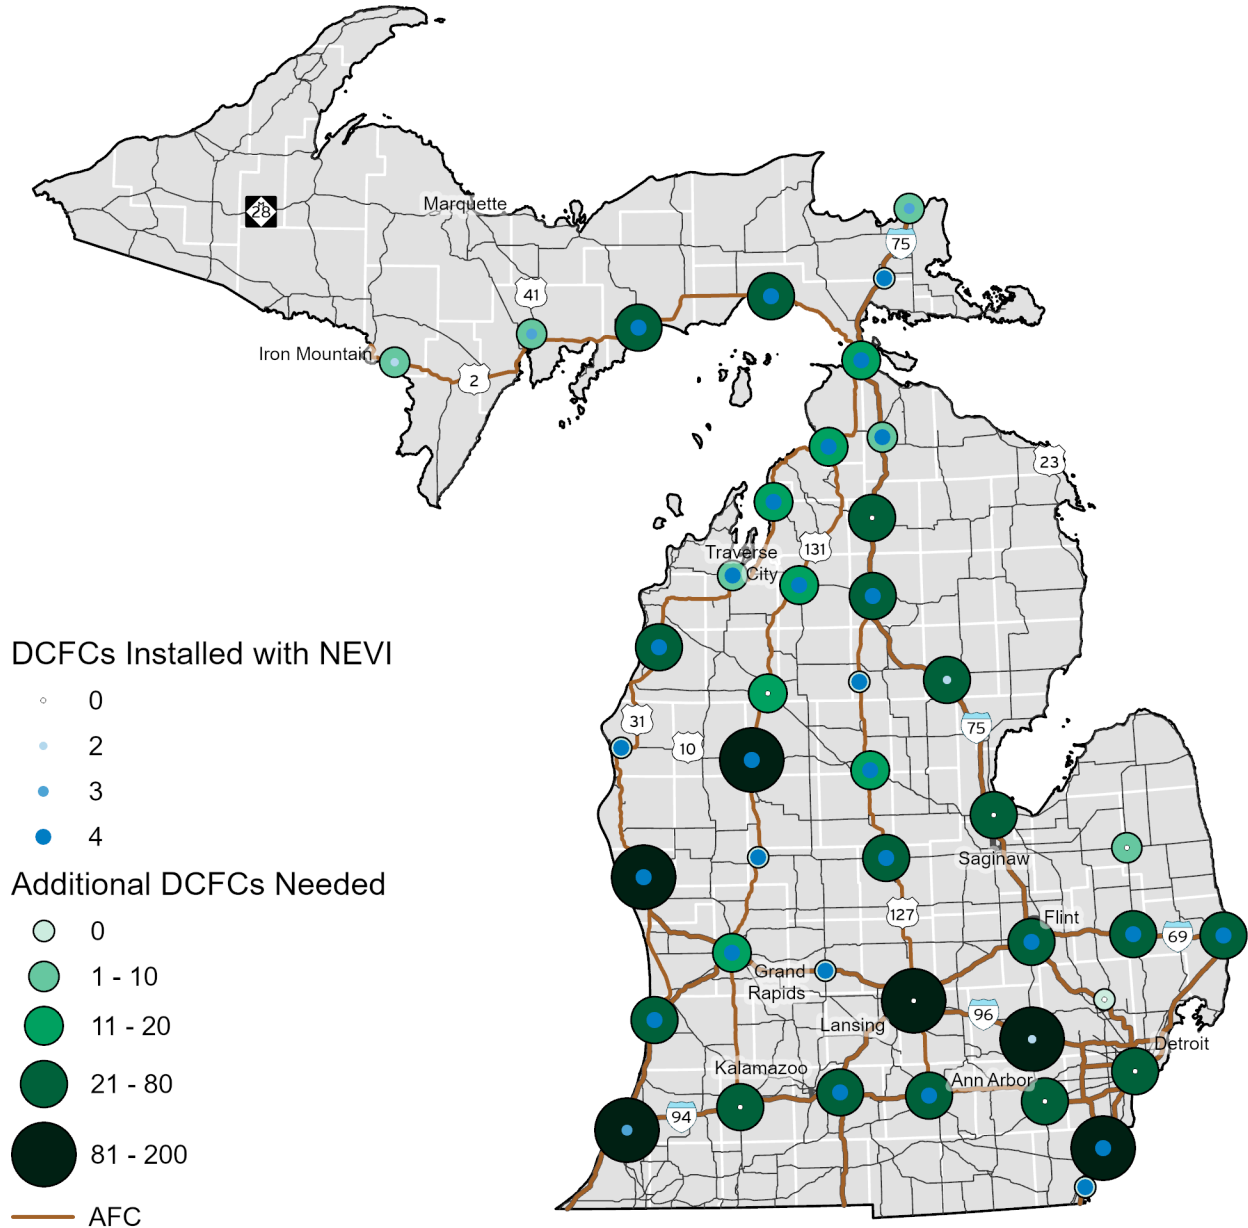 Marquette
M
28
75
41
Iron Mountain
2
23
Traverse
City
131
DCFCs Installed with NEVI
0
2
3
4
31
10
75
Additional DCFCs Needed
0
1 - 10
11 - 20
21 - 80
81 - 200
AFC
Saginaw
127
Flint
69
Grand
Rapids
Lansing
96
Detroit
Kalamazoo
Ann Arbor
94